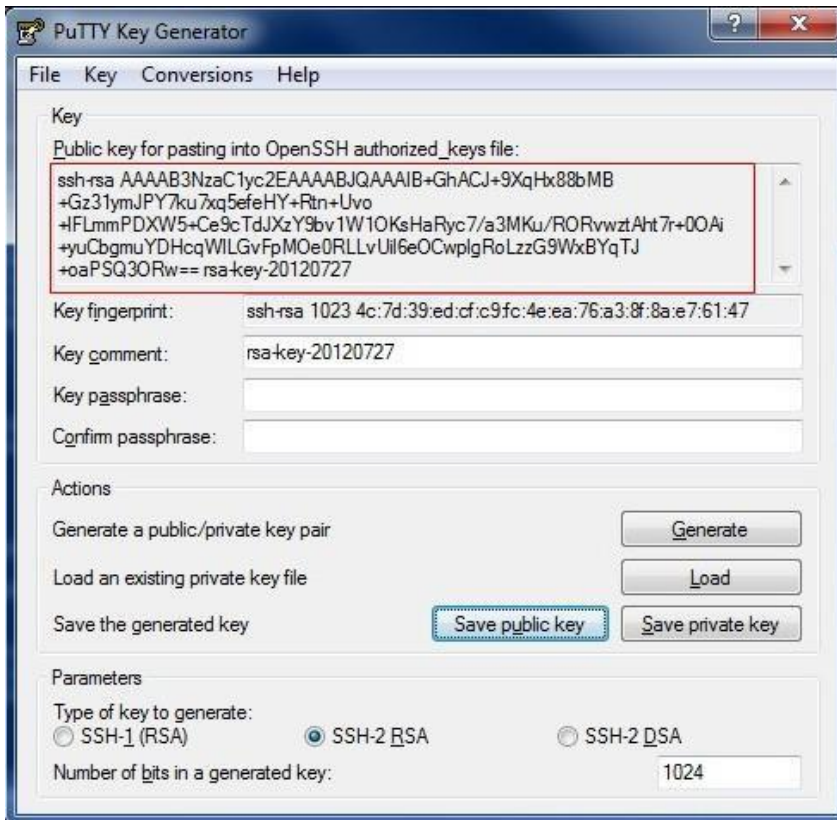 PuTTY Key Generator
File Key Conversions Help
Key
Public key for pasting into OpenSSH authorized_keys file:
ssh-rsa AAAAB3NzaC1yc2EAAAABJQAAAIB+GhACJ+9XqHx88bMB
+Gz31ymJPY7ku7xq5efeHY+Rtn+Uvo
+IFLmmPDXW5+Ce9cTdJXzY9bv1W1OKsHaRyc7/a3MKu/RORvwztAht7r+0OAi
+yuCbgmuYDHcqWILGvFpMOe0RLLvUiI6eOCwplgRoLzzG9WxBYqTJ
+oaPSQ3ORw== rsa-key-20120727
Key fingerprint: ssh-rsa 1023 4c:7d:39:ed:cf:c9:fc:4e:ea:76:a3:8f:8a:e7:61:47
Key comment: rsa-key-20120727
Key passphrase:
Confirm passphrase:
Actions
Generate a public/private key pair Generate
Load an existing private key file Load
Save the generated key Save public key Save private key
Parameters
Type of key to generate:
SSH-1 (RSA) SSH-2 RSA SSH-2 DSA
Number of bits in a generated key: 1024